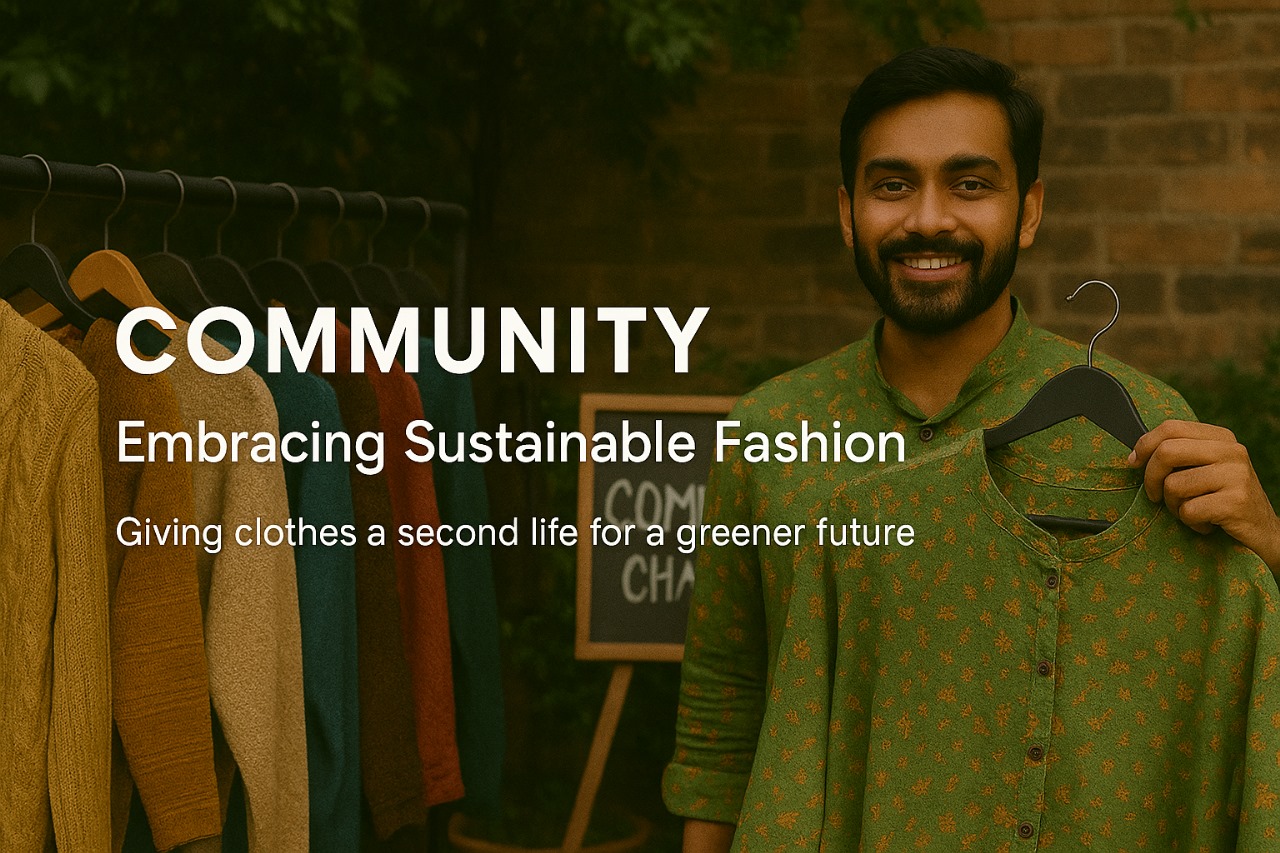 COMMUNITY
Embracing Sustainable Fashion
Giving clothes a second life for a greener future